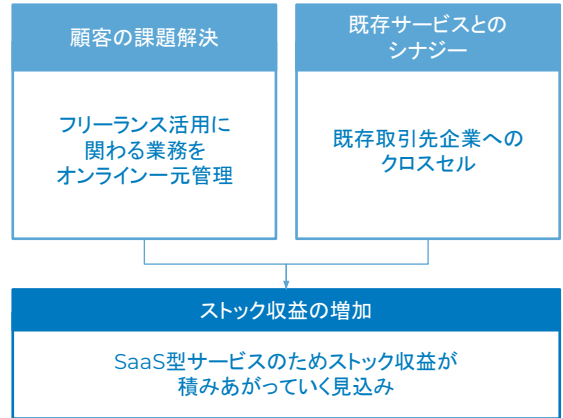 顧客の課題解決
フリーランス活用に
関わる業務を
オンライン一元管理
既存サービスとの
シナジー
既存取引先企業への
クロスセル
ストック収益の増加
SaaS型サービスのためストック収益が
積みあがっていく見込み